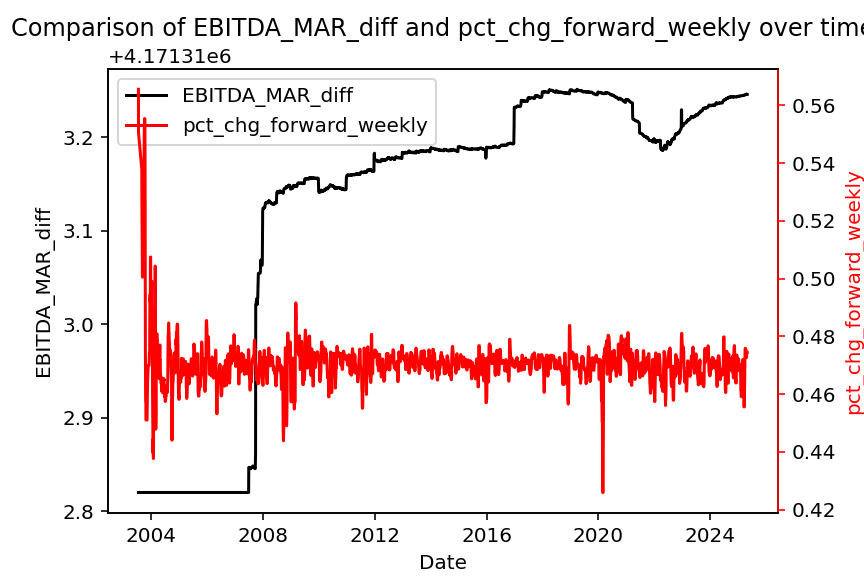 Comparison of EBITDA_MAR_diff and pct_chg_forward_weekly over time
+4.17131e6
EBITDA_MAR_diff
pct_chg_forward_weekly
3.2
3.1
3.0
2.9
2.8
EBITDA_MAR_diff
0.56
0.54
0.52
0.50
0.48
0.46
0.44
0.42
pct_chg_forward_weekly
2004 2008 2012 2016 2020 2024
Date